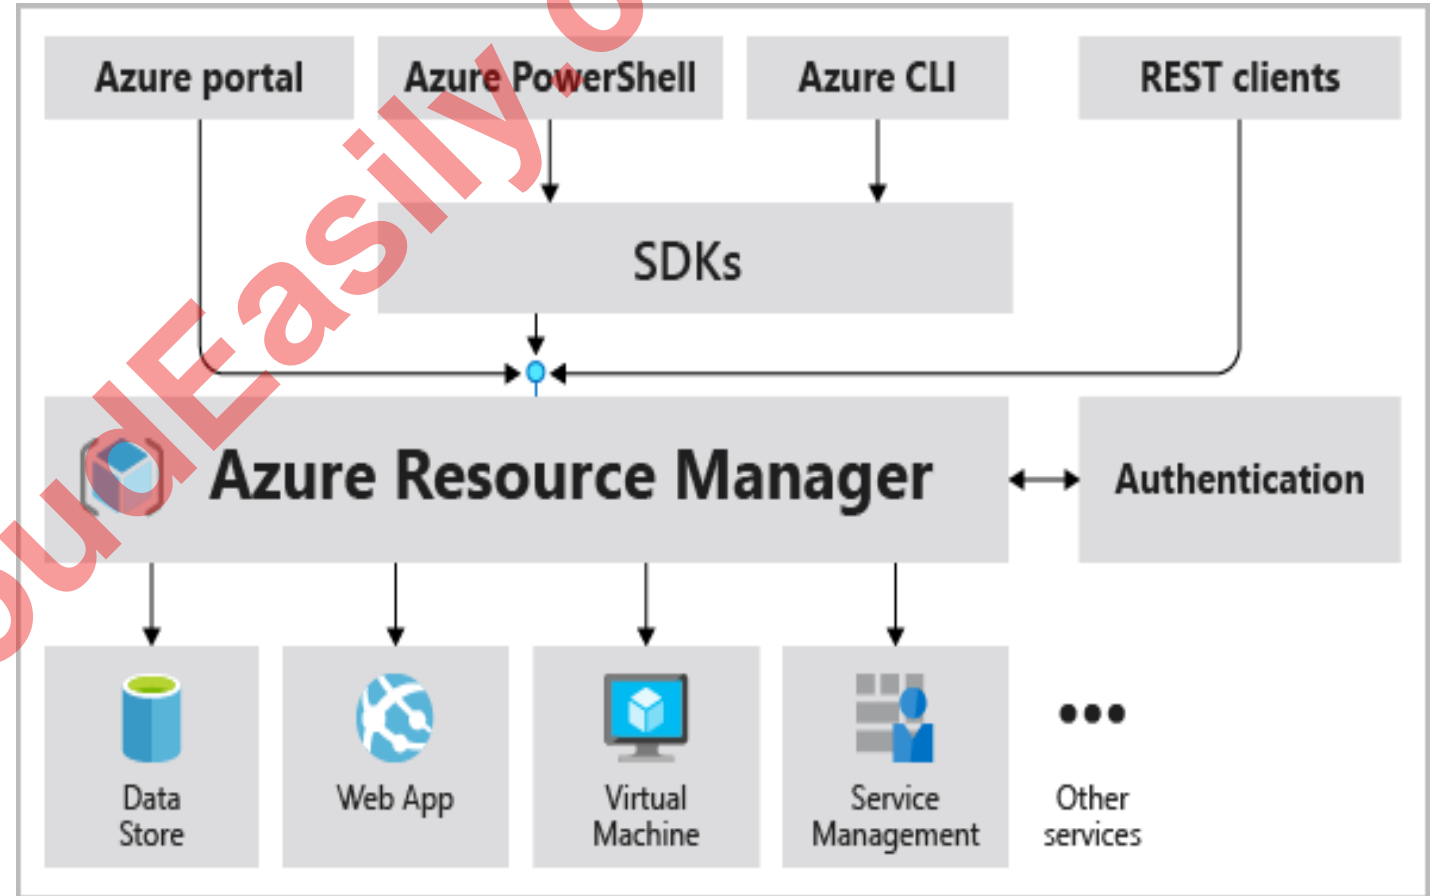 Azure portal
Azure PowerShell
Azure CLI
REST clients
SDKs
Azure Resource Manager
Authentication
Data
Store
Web App
Virtual
Machine
Service
Management
Other
services
oudEasily.c